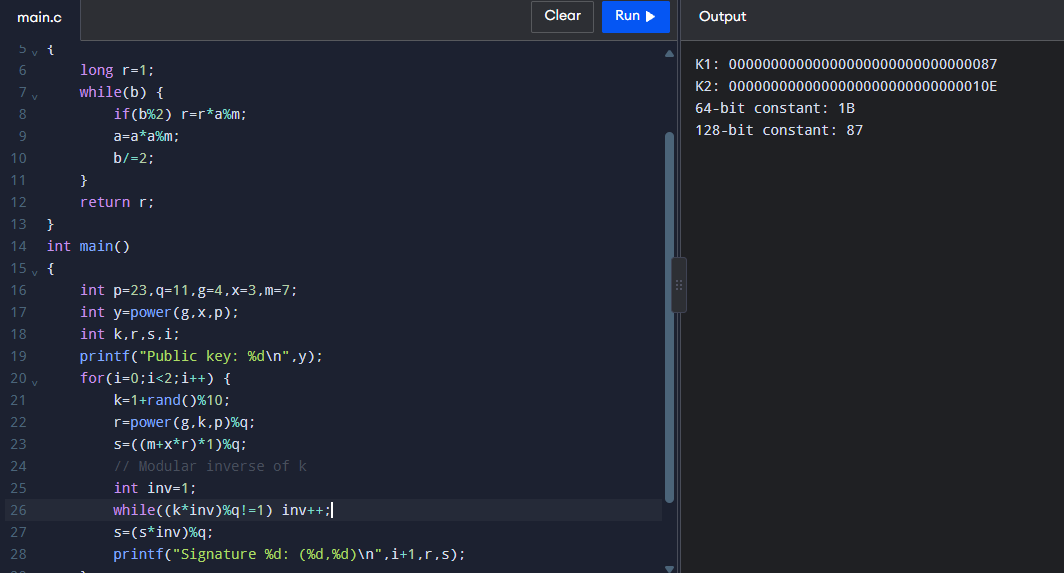 main.c
Clear
Run
Output
5 {
6 long r=1;
7 while(b) {
8 if(b%2) r=r*a%m;
9 a=a*a%m;
10 b/=2;
11 }
12 return r;
13 }
14 int main()
15 {
16 int p=23,q=11,g=4,x=3,m=7;
17 int y=power(g,x,p);
18 int k,r,s,i;
19 printf("Public key: %d\n",y);
20 for(i=0;i<2;i++) {
21 k=1+rand()%10;
22 r=power(g,k,p)%q;
23 s=((m+x*r)*1)%q;
24 // Modular inverse of k
25 int inv=1;
26 while((k*inv)%q!=1) inv++;
27 s=(s*inv)%q;
28 printf("Signature %d: (%d,%d)\n",i+1,r,s);
K1: 00000000000000000000000000000087
K2: 0000000000000000000000000000010E
64-bit constant: 1B
128-bit constant: 87